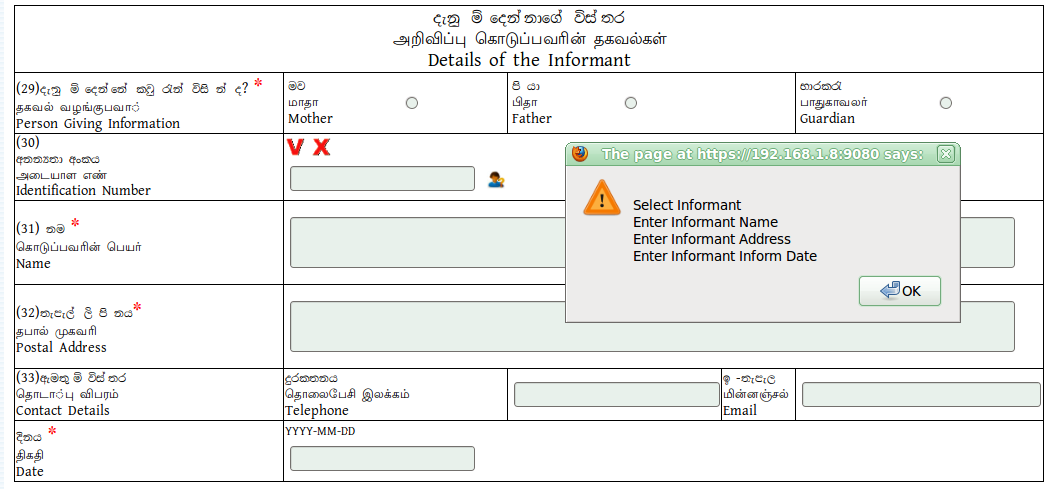 දැනු ම් දෙන්නාගේ විස් තර
அறிவிப்பு கொடுப்பவரின் தகவல்கள்
Details of the Informant
(29)දැනු ම් දෙන්නේ කවු රුන් විසි න් ද? *
தகவல் வழங்குபவர்
Person Giving Information
මව
மாதா
Mother
පි යා
பிதா
Father
භාරකරු
பாதுகாவலர்
Guardian
(30)
අනන්‍යතා අංකය
அடையாள எண்
Identification Number
V X
(31) නම *
கொடுப்பவரின் பெயர்
Name
The page at https://192.168.1.8:9080 says:
Select Informant
Enter Informant Name
Enter Informant Address
Enter Informant Inform Date
OK
(32)තැපැල් ලි පි නය*
தபால் முகவரி
Postal Address
(33)ඇමතු ම් විස් තර
தொடர்பு விபரம்
Contact Details
දුරකතනය
தொலைபேசி இலக்கம்
Telephone
ඉ -තැපැල
மின்னஞ்சல்
Email
දිනය *
திகதி
Date
YYYY-MM-DD